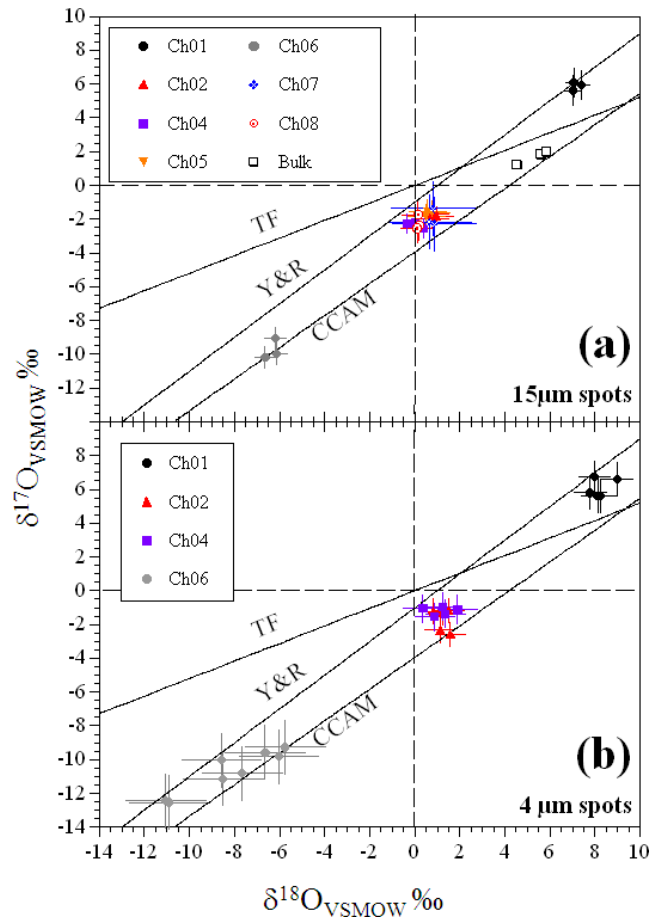 10
8
6
4
2
0
-2
-4
-6
-8
-10
-12
Ch01 Ch06
Ch02 Ch07
Ch04 Ch08
Ch05 Bulk
TF
Y&R
CCAM
(a)
15μm spots
δ17OVSMOW ‰
8
6
4
2
0
-2
-4
-6
-8
-10
-12
-14
Ch01
Ch02
Ch04
Ch06
TF
Y&R
CCAM
(b)
4 μm spots
-14 -12 -10 -8 -6 -4 -2 0 2 4 6 8 10
δ18OVSMOW ‰